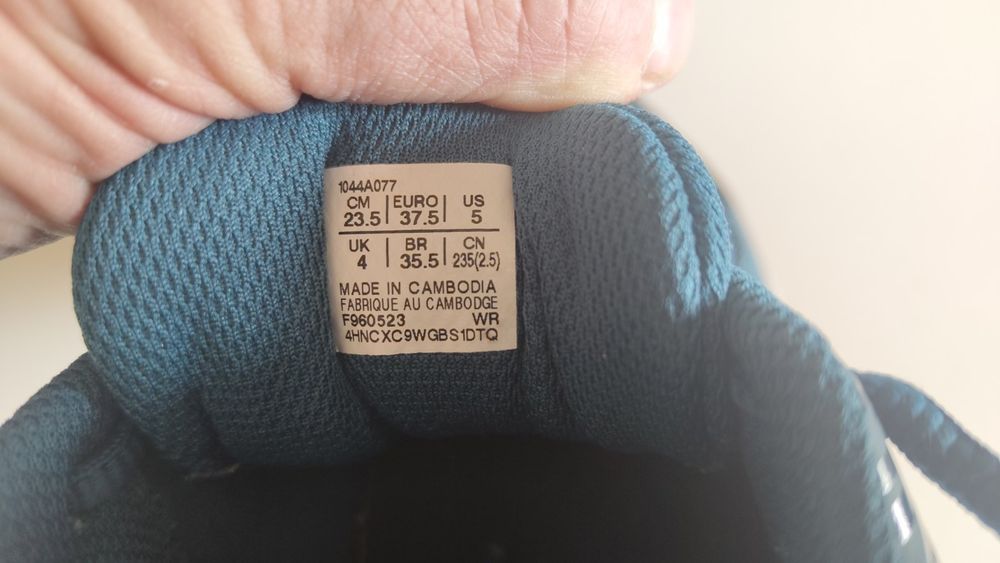 1044A077
CM EURO US
23.5 37.5 5
UK BR CN
4 35.5 235(2.5)
MADE IN CAMBODIA
FABRIQUE AU CAMBODGE
F960523 WR
4HNCXC9WGBS1DTQ